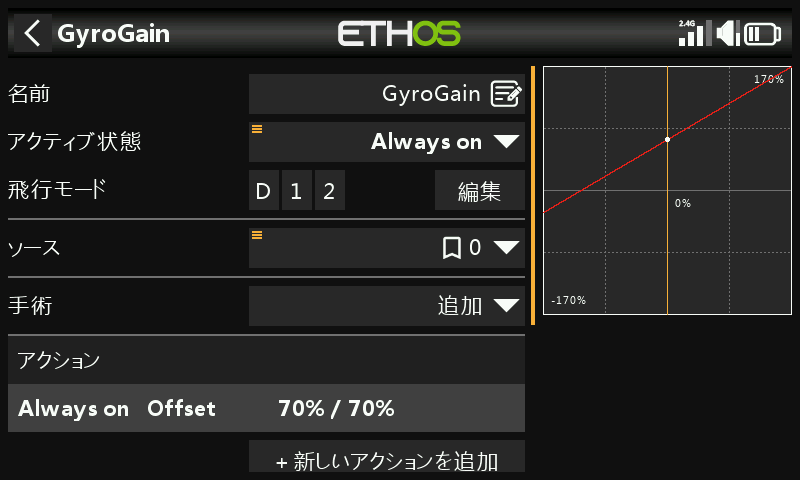 GyroGain
ETHOS
2.4G
名前
GyroGain
アクティブ状態
Always on
飛行モード
D 1 2
編集
ソース
0
手術
追加
アクション
Always on Offset 70% / 70%
+ 新しいアクションを追加
170%
0%
-170%